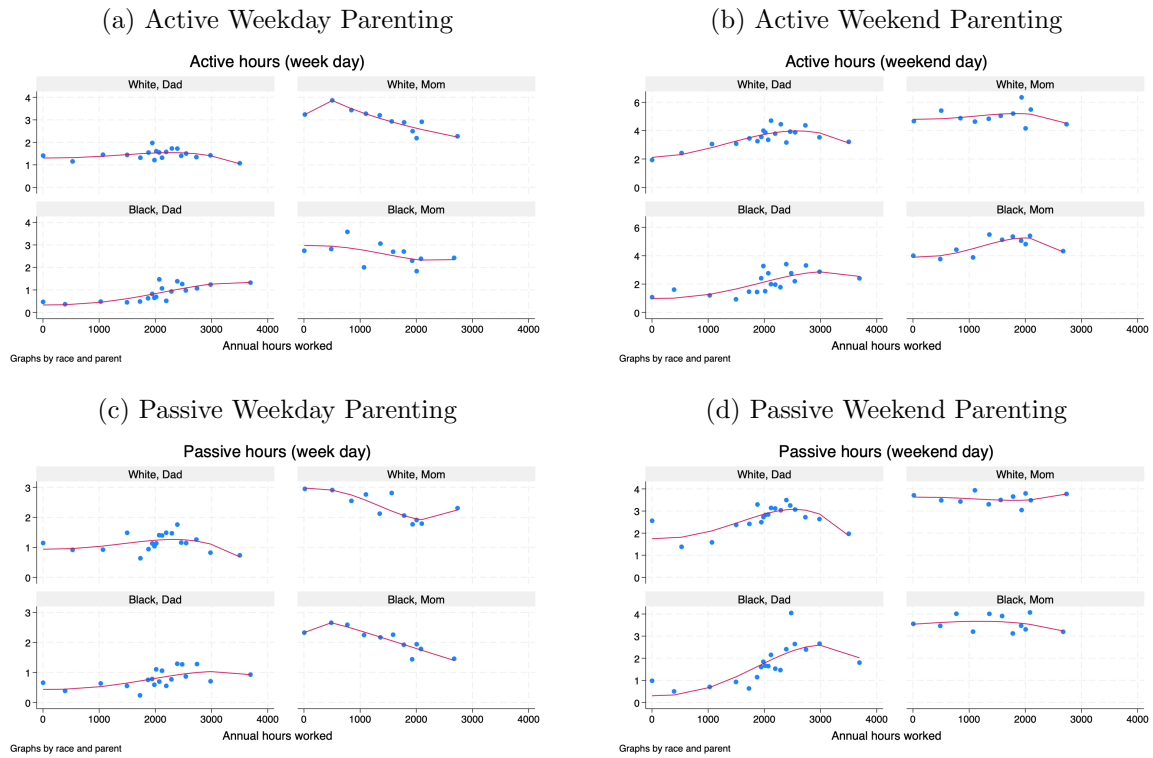 (a) Active Weekday Parenting
Active hours (week day)
White, Dad
White, Mom
4
3
2
1
0
Black, Dad
Black, Mom
4
3
2
1
0
0 1000 2000 3000 4000 0 1000 2000 3000 4000
Annual hours worked
Graphs by race and parent
(b) Active Weekend Parenting
Active hours (weekend day)
White, Dad
White, Mom
6
4
2
0
Black, Dad
Black, Mom
6
4
2
0
0 1000 2000 3000 4000 0 1000 2000 3000 4000
Annual hours worked
Graphs by race and parent
(c) Passive Weekday Parenting
Passive hours (week day)
White, Dad
White, Mom
3
2
1
0
Black, Dad
Black, Mom
3
2
1
0
0 1000 2000 3000 4000 0 1000 2000 3000 4000
Annual hours worked
Graphs by race and parent
(d) Passive Weekend Parenting
Passive hours (weekend day)
White, Dad
White, Mom
4
3
2
1
0
Black, Dad
Black, Mom
4
3
2
1
0
0 1000 2000 3000 4000 0 1000 2000 3000 4000
Annual hours worked
Graphs by race and parent